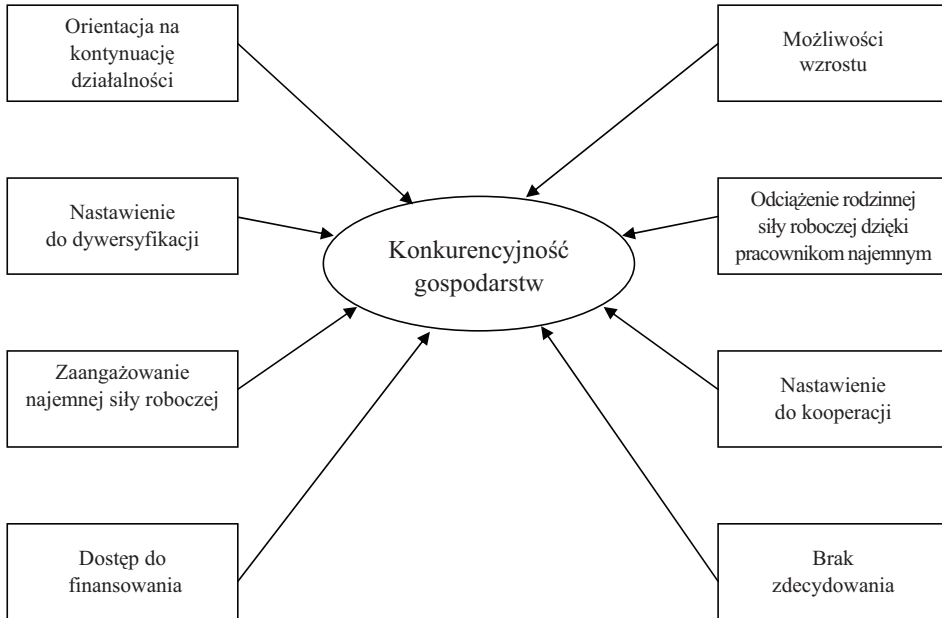 Orientacja na
kontynuację
działalności
Możliwości
wzrostu
Nastawienie
do dywersyfikacji
Odciążenie rodzinnej
siły roboczej dzięki
pracownikom najemnym
Konkurencyjność
gospodarstw
Zaangażowanie
najemnej siły roboczej
Nastawienie
do kooperacji
Dostęp do
finansowania
Brak
zdecydowania